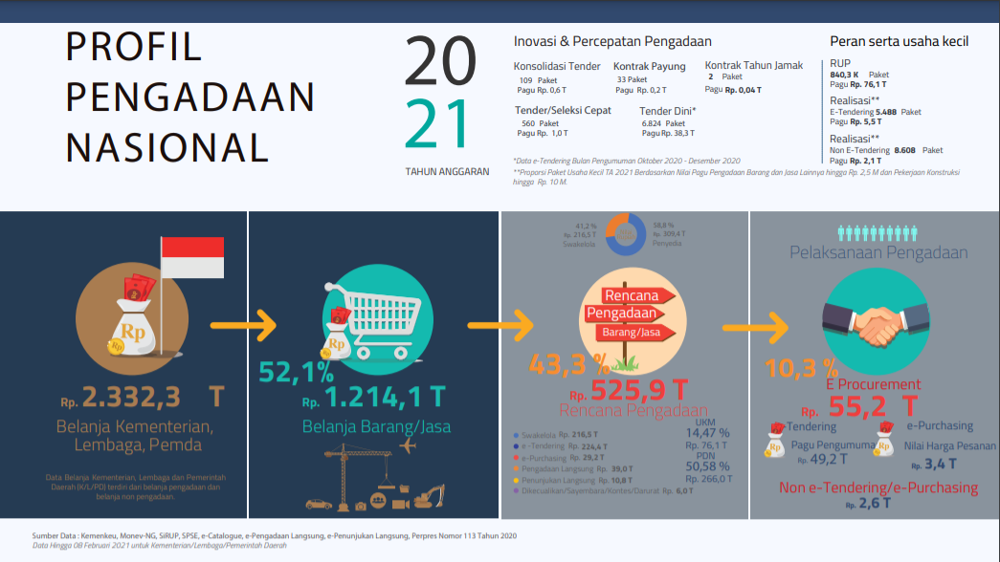 PROFIL
PENGADAAN
NASIONAL
20
21
TAHUN ANGGARAN
Inovasi & Percepatan Pengadaan
Konsolidasi Tender
109 Paket
Pagu Rp. 0,6 T
Kontrak Payung
33 Paket
Pagu Rp. 0,2 T
Kontrak Tahun Jamak
2 Paket
Pagu Rp. 0,04 T
Tender/Seleksi Cepat
560 Paket
Pagu Rp. 1,0 T
Tender Dini*
6.824 Paket
Pagu Rp. 38,3 T
*Data e-Tendering Bulan Pengumuman Oktober 2020 - Desember 2020
**Proporsi Paket Usaha Kecil TA 2021 Berdasarkan Nilai Pagu Pengadaan Barang dan Jasa Lainnya hingga Rp. 2,5 M dan Pekerjaan Konstruksi
hingga Rp. 10 M.
Peran serta usaha kecil
RUP
840,3 K Paket
Pagu Rp. 76,1 T
Realisasi**
E-Tendering 5.488 Paket
Pagu Rp. 5,5 T
Realisasi**
Non E-Tendering 8.608 Paket
Pagu Rp. 2,1 T
Rp
Rp. 2.332,3 T
Belanja Kementerian,
Lembaga, Pemda
Data Belanja Kementerian, Lembaga dan Pemerintah
Daerah (K/L/PD) terdiri dari belanja pengadaan dan
belanja non pengadaan.
Rp
52,1%
Rp. 1.214,1 T
Belanja Barang/Jasa
41,2 %
Rp. 216,5 T
Swakelola
58,8 %
Rp. 309,4 T
Penyedia
Rencana
Pengadaan
Barang/Jasa
43,3 %
Rp. 525,9 T
Rencana Pengadaan
Swakelola Rp. 216,5 T
e-Tendering Rp. 224,4 T
e-Purchasing Rp. 29,2 T
Pengadaan Langsung Rp. 39,0 T
Penunjukan Langsung Rp. 10,8 T
Dikecualikan/Sayembara/Kontes/Darurat Rp. 6,0 T
UKM
14,47 %
Rp. 76,1 T
PDN
50,58 %
Rp. 266,0 T
Pelaksanaan Pengadaan
10,3 %
E Procurement
Rp. 55,2 T
Tendering
Rp
Pagu Pengumuma
Rp. 49,2 T
e-Purchasing
Rp
Nilai Harga Pesanan
Rp. 3,4 T
Non e-Tendering/e-Purchasing
Rp. 2,6 T
Sumber Data : Kemenkeu, Monev-NG, SiRUP, SPSE, e-Catalogue, e-Pengadaan Langsung, e-Penunjukan Langsung, Perpres Nomor 113 Tahun 2020
Data Hingga 08 Februari 2021 untuk Kementerian/Lembaga/Pemerintah Daerah